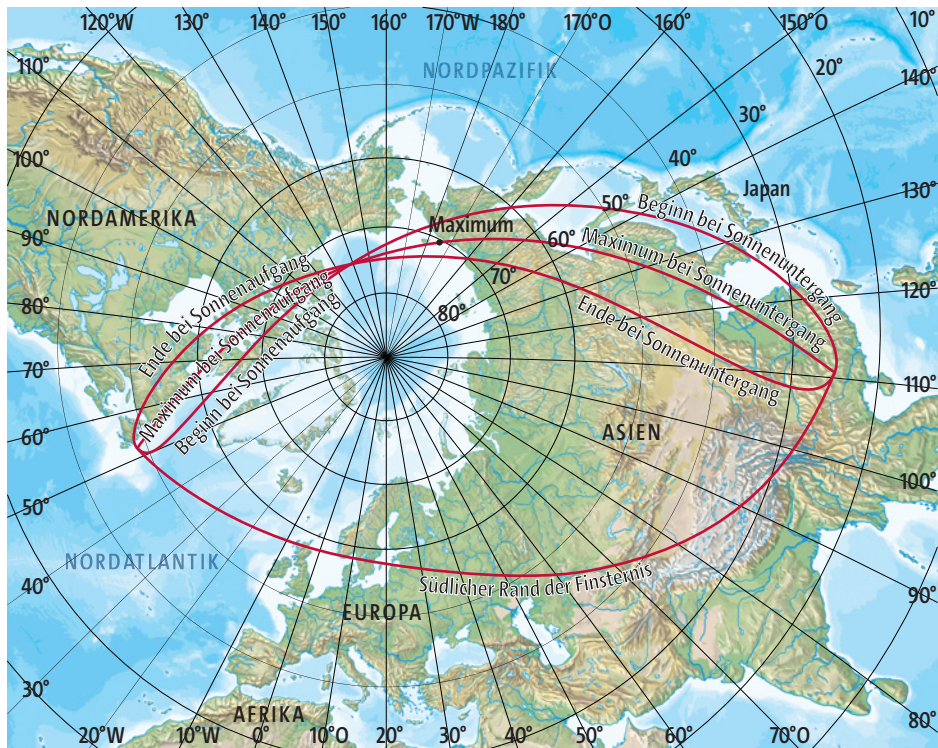 120°W 140° 160° 170°W 180° 170°O 160° 150°O 10°
110° 130° 150° 20° 140°
NORDPAZIFIK
30°
100° 40° 130°
Japan
NORDAMERIKA 50° Beginn bei Sonnenuntergang
Maximum 60° Maximum bei Sonnenuntergang
90° 70°
Ende bei Sonnenaufgang
Maximum bei Sonnenaufgang
Beginn bei Sonnenaufgang
80° 80° 120°
Ende bei Sonnenuntergang
70° 110°
ASIEN
60°
50° 100°
NORDATLANTIK
40° Südlicher Rand der Finsternis 90°
EUROPA
30°
AFRIKA 80°
20°W 10°W 0° 10°O 20° 30° 40° 50° 60° 70°O